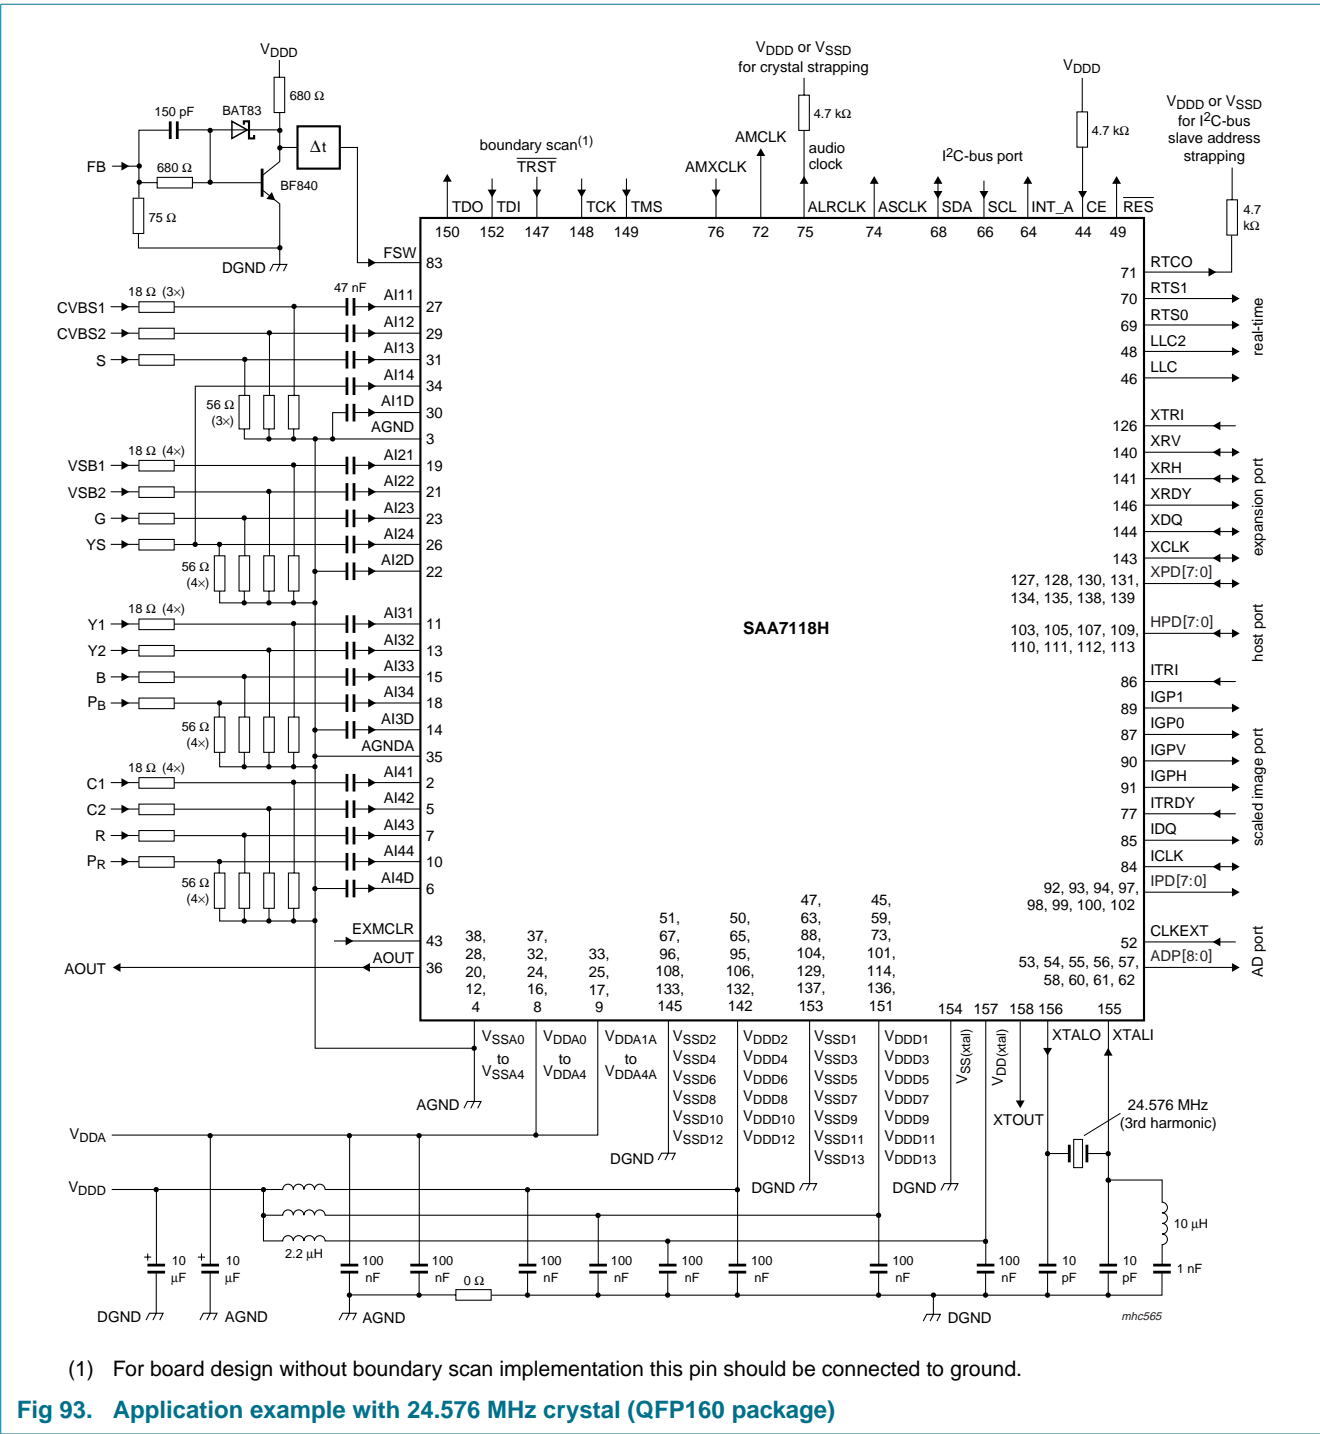 VDDD
680 Ω
150 pF
BAT83
Δt
FB
680 Ω
BF840
75 Ω
DGND
VDDD or VSSD
for crystal strapping
4.7 kΩ
audio
clock
AMCLK
AMXCLK
boundary scan(1)
TRST
I2C-bus port
VDDD
4.7 kΩ
VDDD or VSSD
for I2C-bus
slave address
strapping
4.7
kΩ
TDO TDI TCK TMS ALRCLK ASCLK SDA SCL INT_A CE RES
150 152 147 148 149 76 72 75 74 68 66 64 44 49
FSW
83
CVBS1 18 Ω (3×) 47 nF AI11 27
CVBS2 AI12 29
S AI13 31
AI14 34
56 Ω
(3×)
AI1D 30
AGND 3
VSB1 18 Ω (4×) AI21 19
VSB2 AI22 21
G AI23 23
YS AI24 26
56 Ω
(4×)
AI2D 22
Y1 18 Ω (4×) AI31 11
Y2 AI32 13
B AI33 15
PB AI34 18
56 Ω
(4×)
AI3D 14
AGNDA 35
C1 18 Ω (4×) AI41 2
C2 AI42 5
R AI43 7
PR AI44 10
56 Ω
(4×)
AI4D 6
EXMCLR 43
AOUT AOUT 36
SAA7118H
71 RTCO
70 RTS1
69 RTS0
48 LLC2
46 LLC
real-time
126 XTRI
140 XRV
141 XRH
146 XRDY
144 XDQ
143 XCLK
127, 128, 130, 131, XPD[7:0]
134, 135, 138, 139
expansion port
103, 105, 107, 109, HPD[7:0]
110, 111, 112, 113
host port
86 ITRI
89 IGP1
87 IGP0
90 IGPV
91 IGPH
77 ITRDY
85 IDQ
84 ICLK
92, 93, 94, 97, IPD[7:0]
98, 99, 100, 102
scaled image port
52 CLKEXT
53, 54, 55, 56, 57, ADP[8:0]
58, 60, 61, 62
AD port
38,
28,
20,
12,
4
37,
32,
24,
16,
8
33,
25,
17,
9
51,
67,
96,
108,
133,
145
50,
65,
95,
106,
132,
142
47,
63,
88,
104,
129,
137,
153
45,
59,
73,
101,
114,
136,
151
154 157 158 156 155
VSSA0
to
VSSA4
VDDA0
to
VDDA4
VDDA1A
to
VDDA4A
VSSD2
VSSD4
VSSD6
VSSD8
VSSD10
VSSD12
VDDD2
VDDD4
VDDD6
VDDD8
VDDD10
VDDD12
VSSD1
VSSD3
VSSD5
VSSD7
VSSD9
VSSD11
VSSD13
VDDD1
VDDD3
VDDD5
VDDD7
VDDD9
VDDD11
VDDD13
VSS(xtal)
VDD(xtal)
XTOUT
XTALO XTALI
24.576 MHz
(3rd harmonic)
AGND
DGND
DGND
DGND
VDDA
VDDD
2.2 μH
10 μH
+ 10
μF
+ 10
μF
100
nF
100
nF
0 Ω
100
nF
100
nF
100
nF
100
nF
100
nF
100
nF
10
pF
10
pF
1 nF
DGND
AGND
AGND
DGND
mhc565
(1) For board design without boundary scan implementation this pin should be connected to ground.
Fig 93. Application example with 24.576 MHz crystal (QFP160 package)